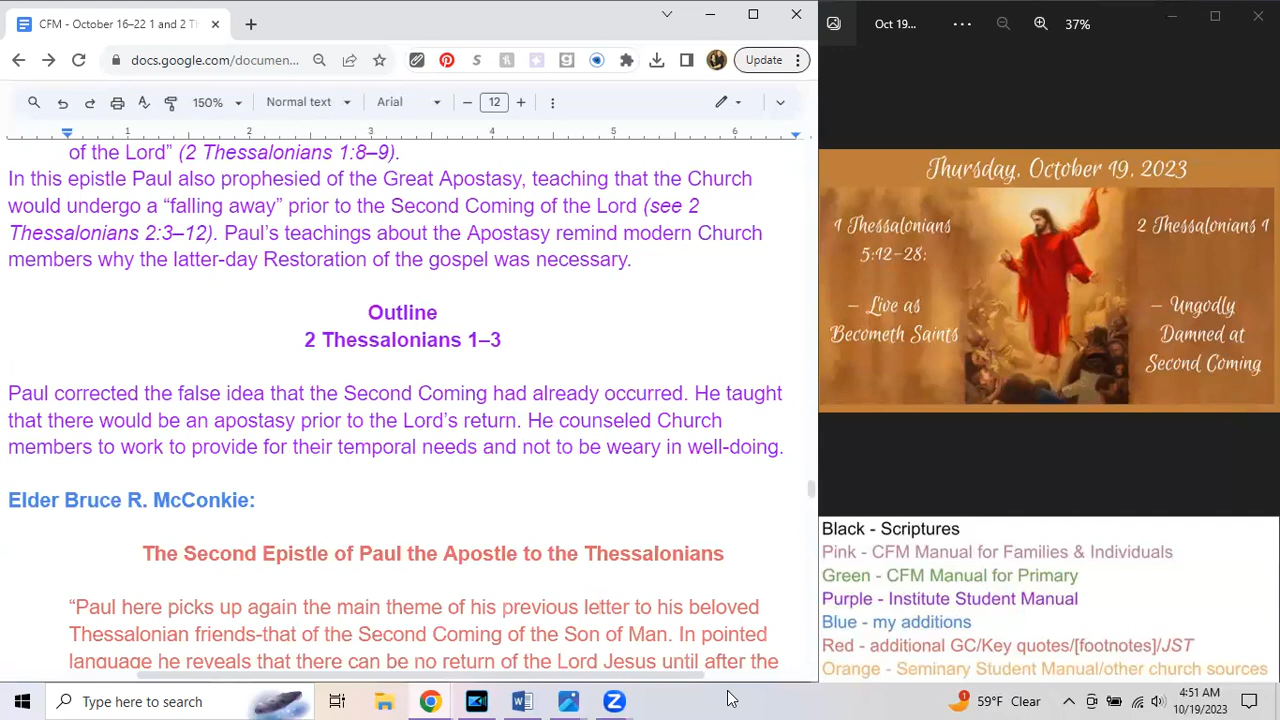 CFM - October 16–22 1 and 2 Th
Oct 19...
37%
docs.google.com/documen...
Update
150%
Normal text
Arial
12
1 2 3 4 5 6
of the Lord” (2 Thessalonians 1:8–9).
In this epistle Paul also prophesied of the Great Apostasy, teaching that the Church
would undergo a “falling away” prior to the Second Coming of the Lord (see 2
Thessalonians 2:3–12). Paul’s teachings about the Apostasy remind modern Church
members why the latter-day Restoration of the gospel was necessary.
Outline
2 Thessalonians 1–3
Paul corrected the false idea that the Second Coming had already occurred. He taught
that there would be an apostasy prior to the Lord’s return. He counseled Church
members to work to provide for their temporal needs and not to be weary in well-doing.
Elder Bruce R. McConkie:
The Second Epistle of Paul the Apostle to the Thessalonians
“Paul here picks up again the main theme of his previous letter to his beloved
Thessalonian friends-that of the Second Coming of the Son of Man. In pointed
language he reveals that there can be no return of the Lord Jesus until after the
Thursday, October 19, 2023
1 Thessalonians
5:12-28:
- Live as
Becometh Saints
2 Thessalonians 1
- Ungodly
Damned at
Second Coming
Black - Scriptures
Pink - CFM Manual for Families & Individuals
Green - CFM Manual for Primary
Purple - Institute Student Manual
Blue - my additions
Red - additional GC/Key quotes/[footnotes]/JST
Orange - Seminary Student Manual/other church sources
Type here to search
1
59°F Clear
4:51 AM
10/19/2023